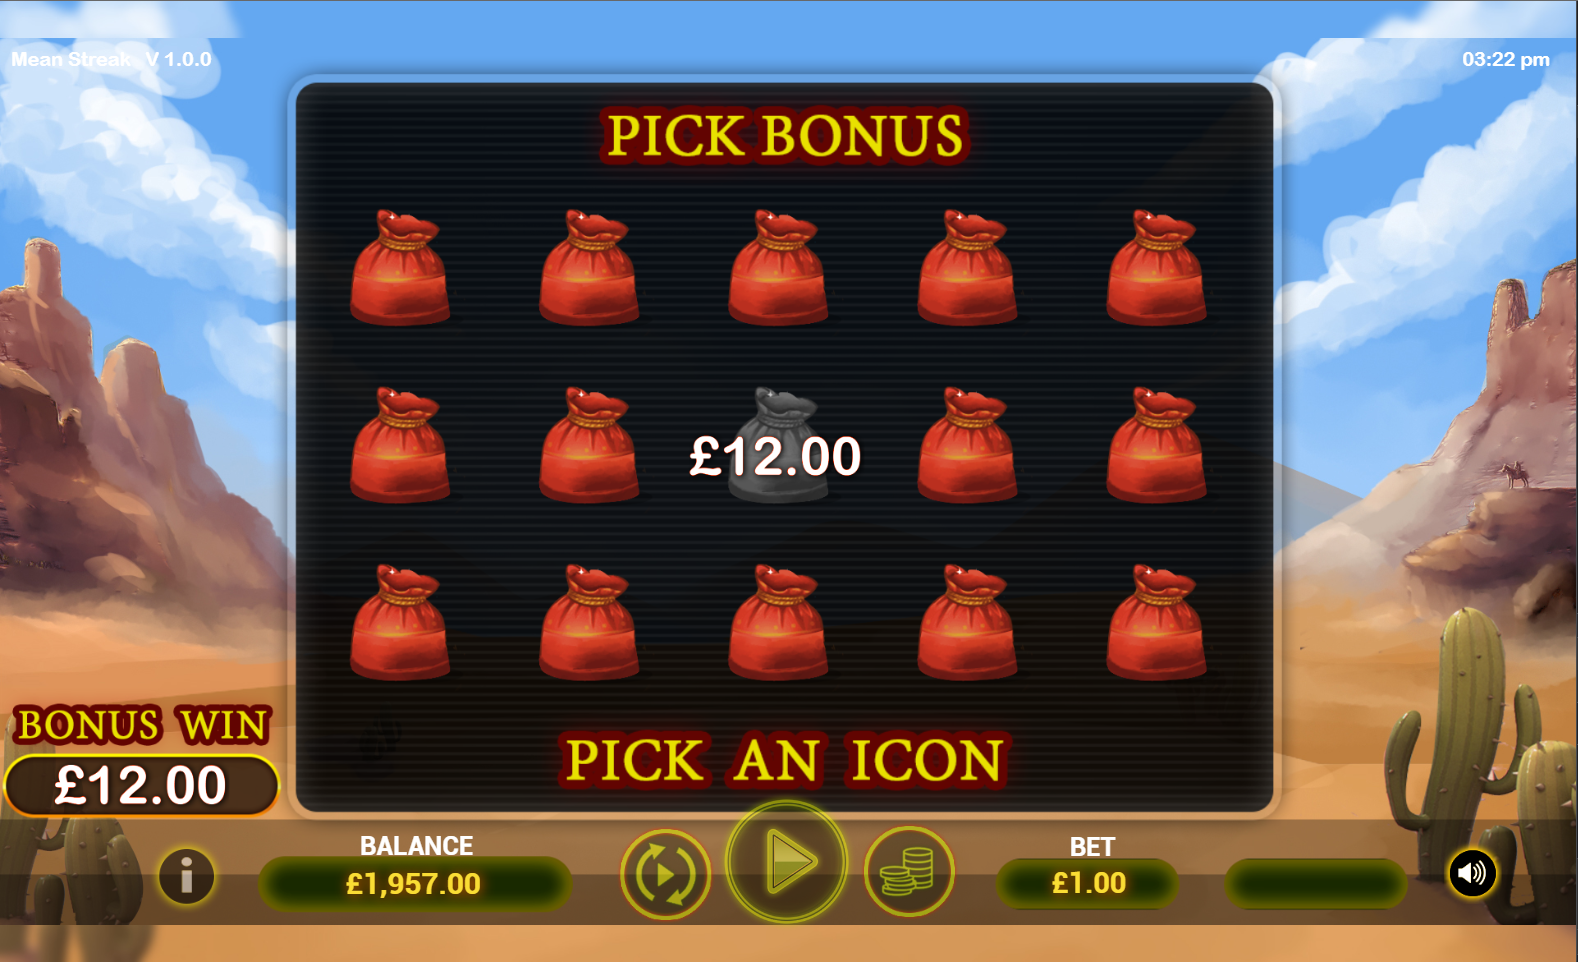 Mean Streak V 1.0.0
03:22 pm
PICK BONUS
£12.00
PICK AN ICON
BONUS WIN
£12.00
BALANCE
£1,957.00
BET
£1.00